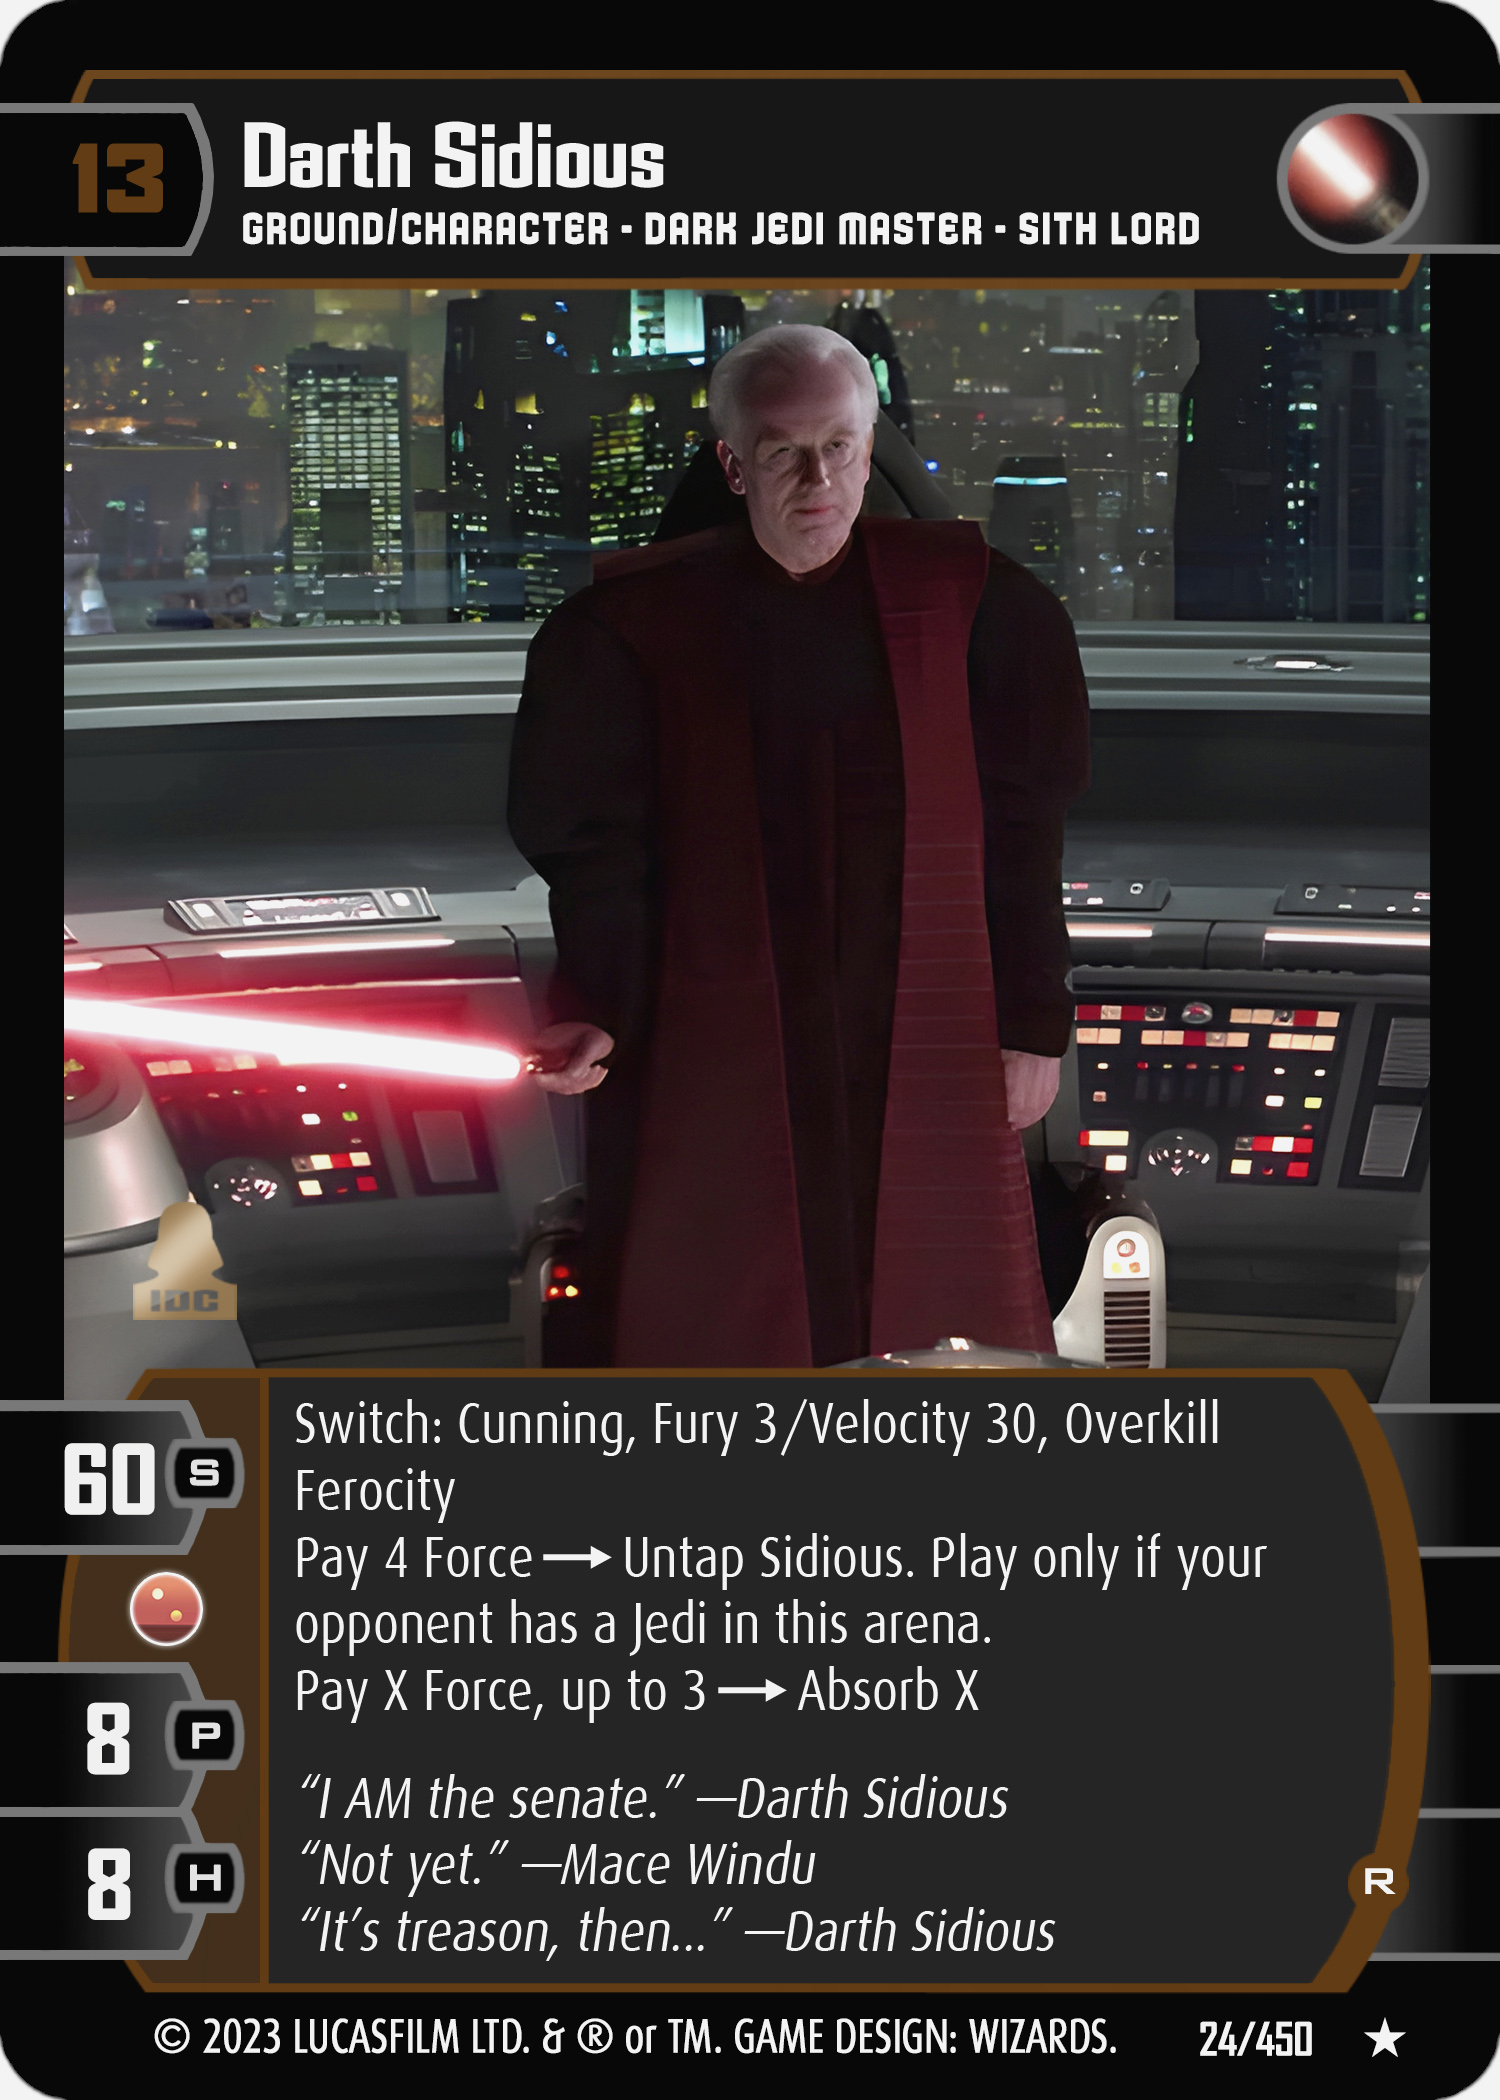 13
Darth Sidious
GROUND/CHARACTER - DARK JEDI MASTER - SITH LORD
IDC
60 S
8 P
8 H
Switch: Cunning, Fury 3/Velocity 30, Overkill
Ferocity
Pay 4 Force → Untap Sidious. Play only if your
opponent has a Jedi in this arena.
Pay X Force, up to 3 → Absorb X
“I AM the senate.” —Darth Sidious
“Not yet.” —Mace Windu
“It’s treason, then...” —Darth Sidious
R
© 2023 LUCASFILM LTD. & ® or TM. GAME DESIGN: WIZARDS. 24/450 ★